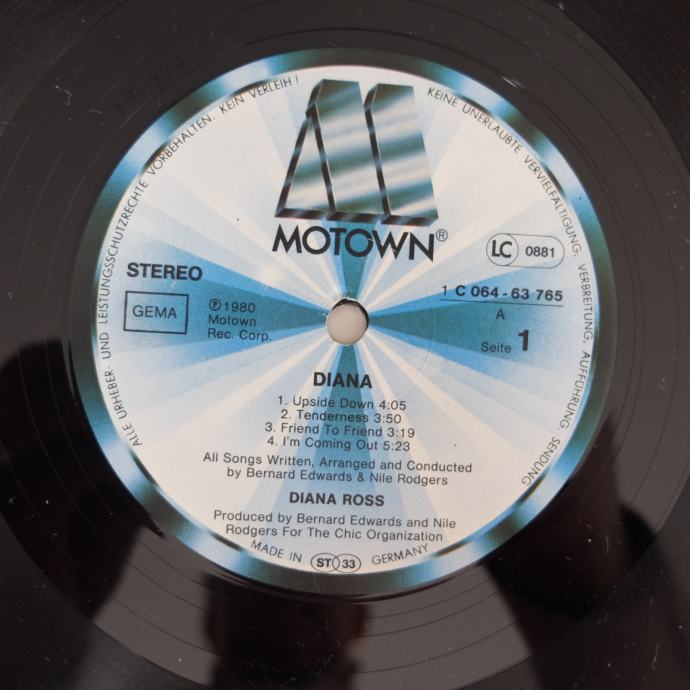 ALLE URHEBER- UND LEISTUNGSSCHUTZRECHTE VORBEHALTEN. KEIN VERLEIH! KEINE UNERLAUBTE VERVIELFÄLTIGUNG, VERBREITUNG, AUFFÜHRUNG, SENDUNG
MOTOWN®
LC 0881
STEREO
GEMA
℗1980
Motown
Rec. Corp.
1 C 064-63 765
A
Seite 1
DIANA
1. Upside Down 4:05
2. Tenderness 3:50
3. Friend To Friend 3:19
4. I'm Coming Out 5:23
All Songs Written, Arranged and Conducted
by Bernard Edwards & Nile Rodgers
DIANA ROSS
Produced by Bernard Edwards and Nile
Rodgers For The Chic Organization
MADE IN ST 33 GERMANY